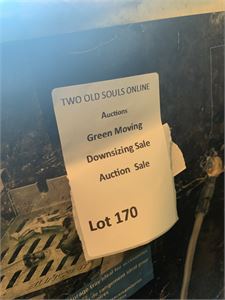 TWO OLD SOULS ONLINE
Auctions
Green Moving
Downsizing Sale
Auction Sale
Lot 170